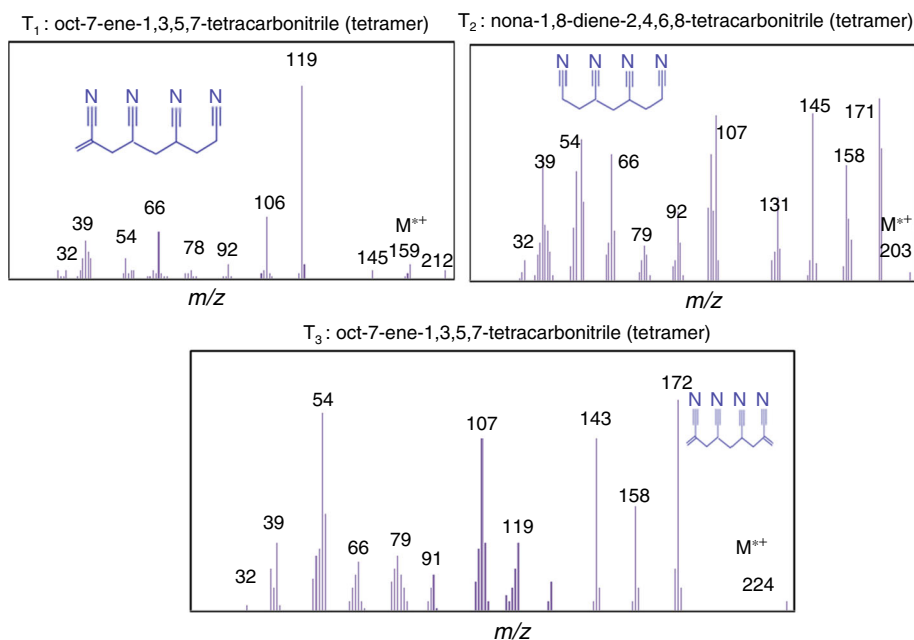 T1 : oct-7-ene-1,3,5,7-tetracarbonitrile (tetramer)
119
N N N N
39
66
106
M*+
32
54
78
92
145
159
212
m/z
T2 : nona-1,8-diene-2,4,6,8-tetracarbonitrile (tetramer)
N N N N
145
171
54
107
39
66
158
131
92
M*+
32
79
203
m/z
T3 : oct-7-ene-1,3,5,7-tetracarbonitrile (tetramer)
172
54
N N N N
107
143
39
119
158
66
79
91
M*+
32
224
m/z